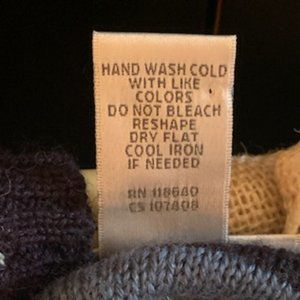 HAND WASH COLD
WITH LIKE
COLORS
DO NOT BLEACH
RESHAPE
DRY FLAT
COOL IRON
IF NEEDED
RN 118640
CS 107408